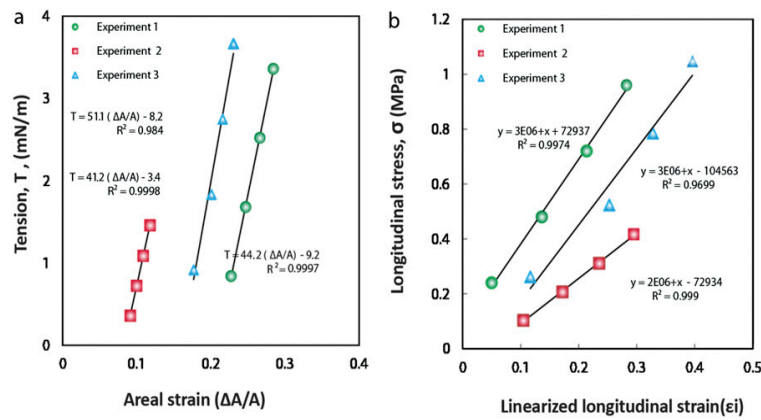 a
Experiment 1
Experiment 2
Experiment 3
T = 51.1 ( ΔA/A) - 8.2
R² = 0.984
T = 41.2 ( ΔA/A) - 3.4
R² = 0.9998
T = 44.2 ( ΔA/A) - 9.2
R² = 0.9997
Tension, T , (mN/m)
4
3
2
1
0
0
0.1
0.2
0.3
0.4
Areal strain (ΔA/A)
b
Experiment 1
Experiment 2
Experiment 3
y = 3E06+x + 72937
R² = 0.9974
y = 3E06+x - 104563
R² = 0.9699
y = 2E06+x - 72934
R² = 0.999
Longitudinal stress, σ (MPa)
1.2
1
0.8
0.6
0.4
0.2
0
0
0.1
0.2
0.3
0.4
0.5
Linearized longitudinal strain(εi)